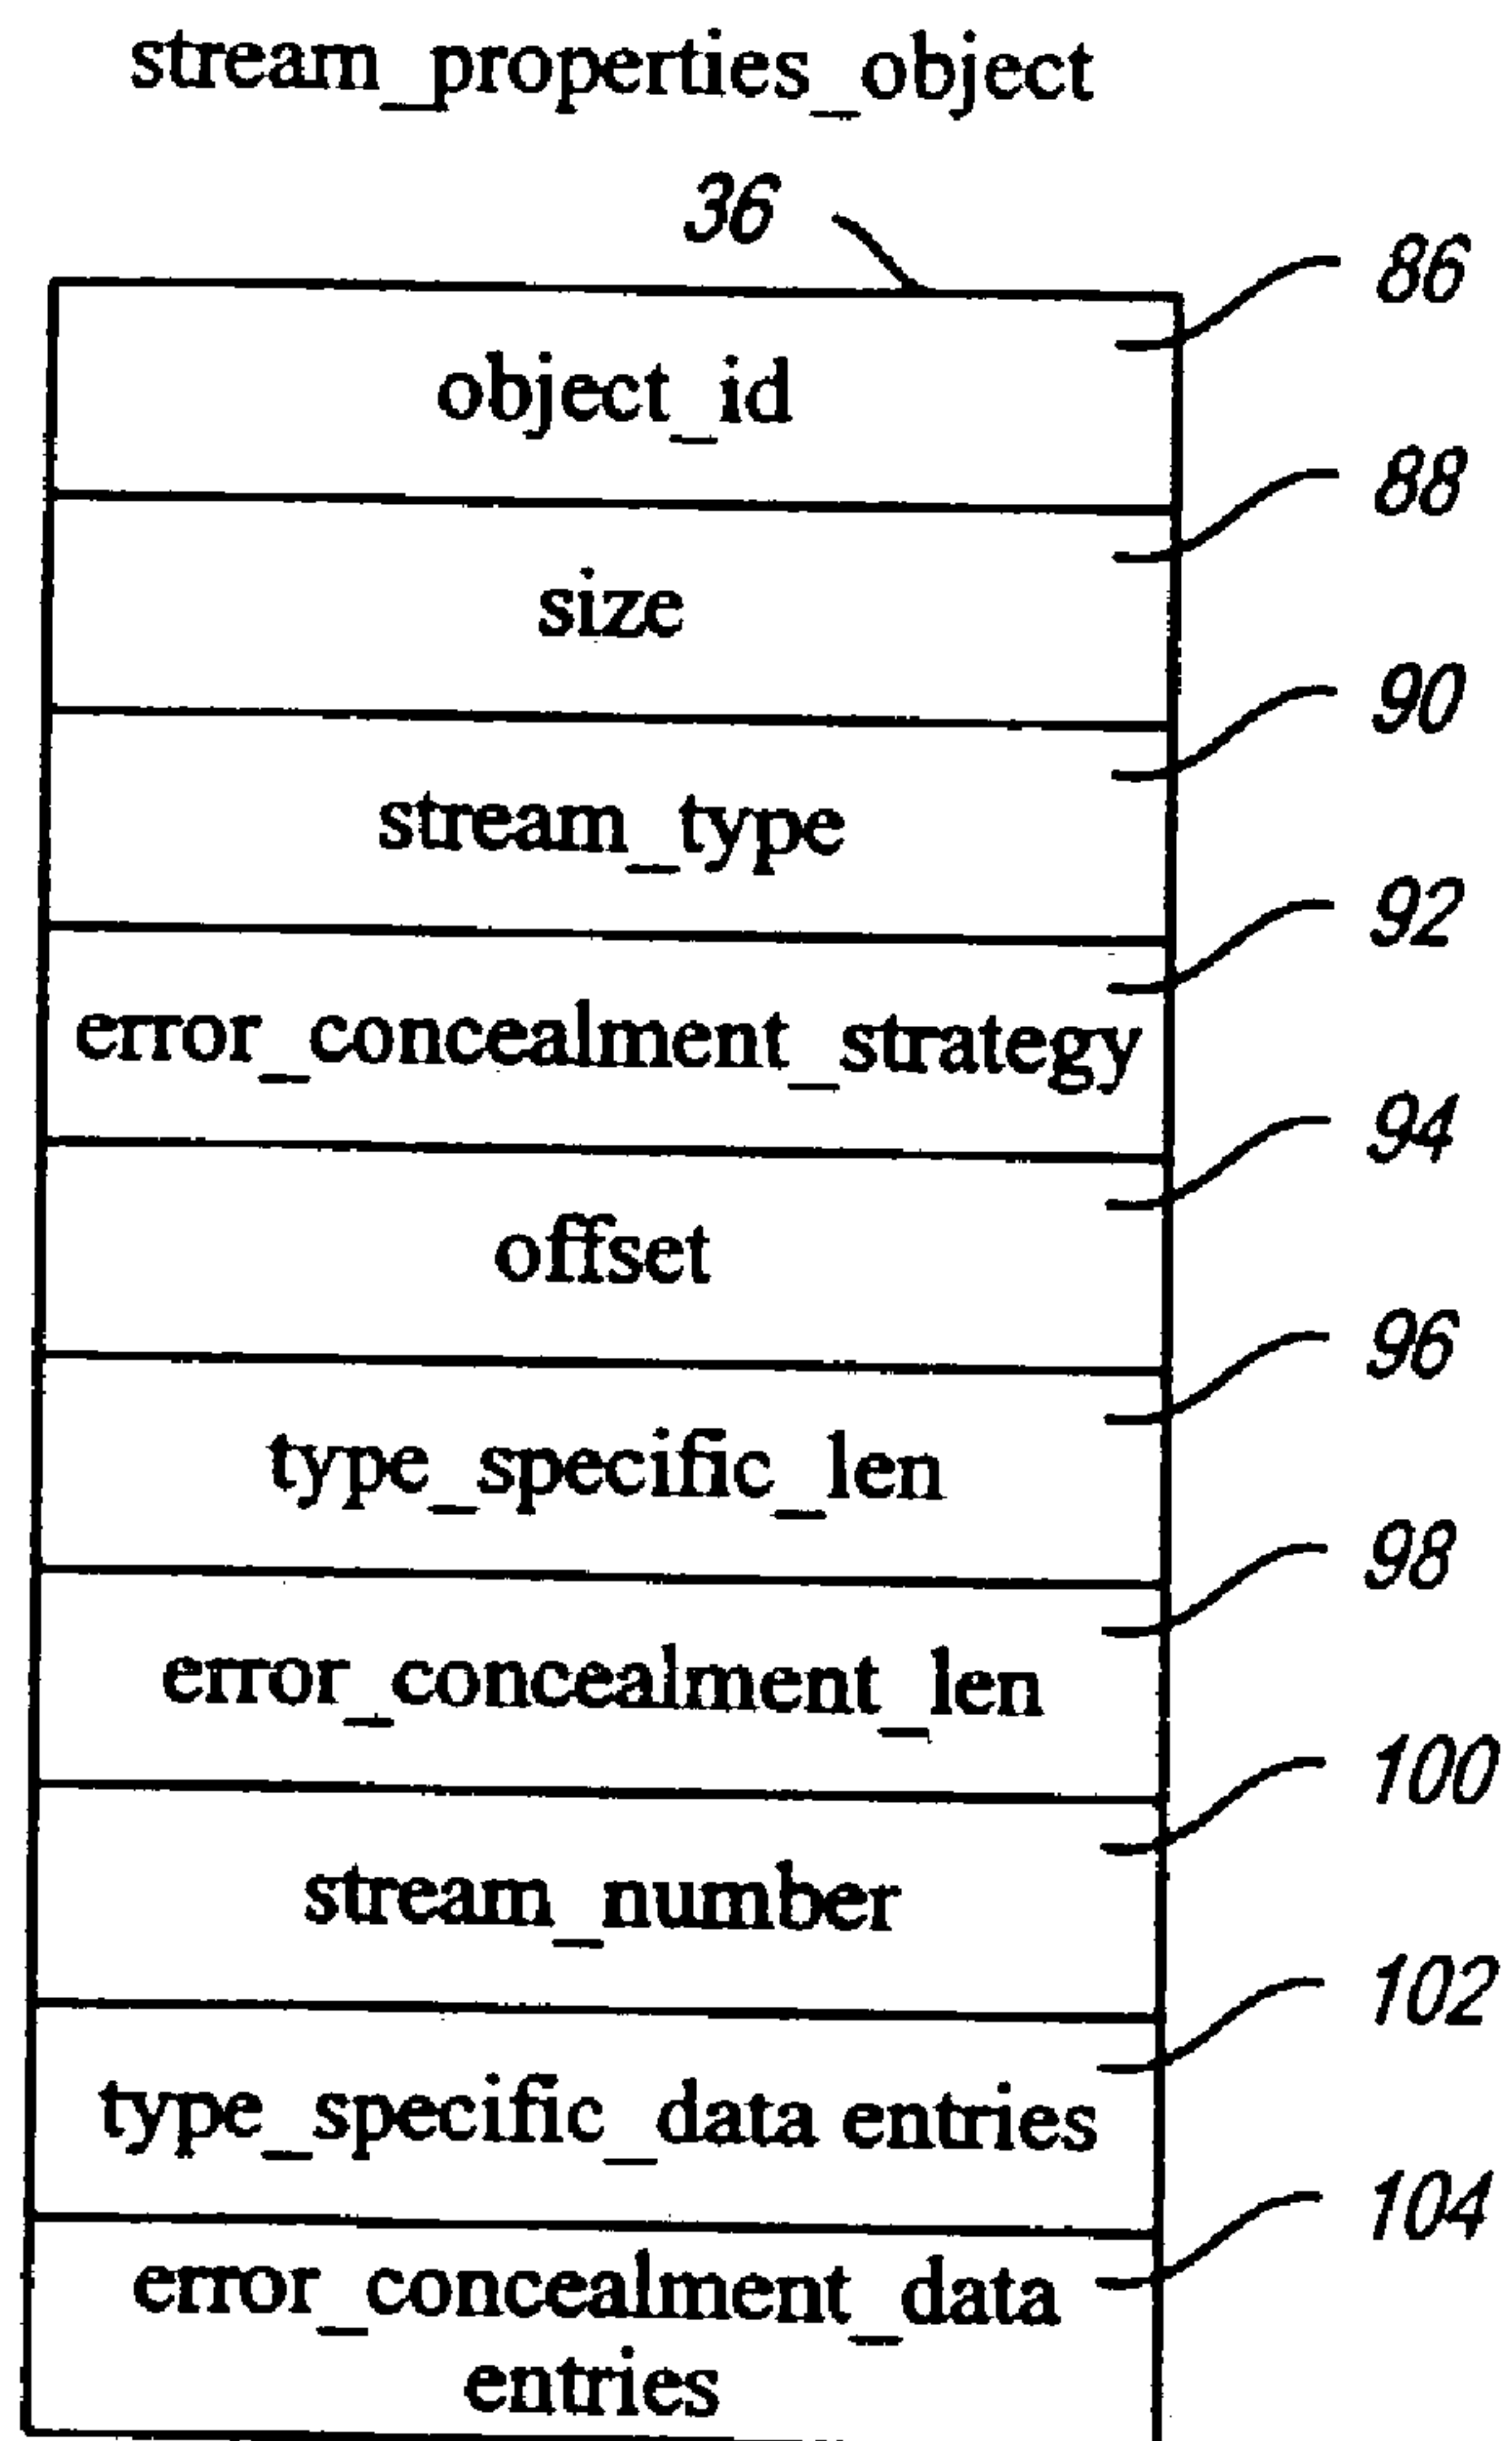 stream_properties_object
36
86
object_id
88
size
90
stream_type
92
error_concealment_strategy
94
offset
96
type_specific_len
98
error_concealment_len
100
stream_number
102
type_specific_data entries
104
error_concealment_data
entries